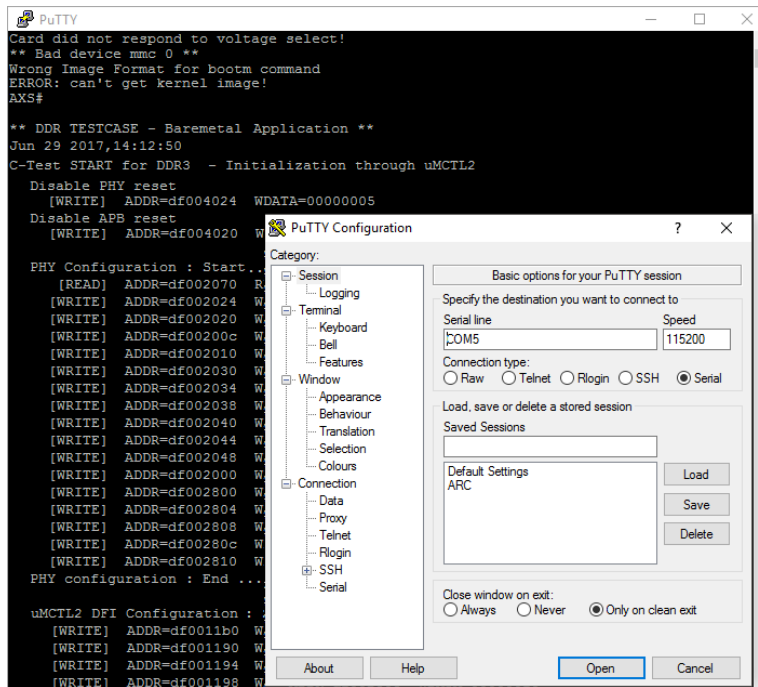 PuTTY
Card did not respond to voltage select!
** Bad device mmc 0 **
Wrong Image Format for bootm command
ERROR: can't get kernel image!
AXS#
** DDR TESTCASE - Baremetal Application **
Jun 29 2017,14:12:50
C-Test START for DDR3  - Initialization through uMCTL2
Disable PHY reset
[WRITE]  ADDR=df004024  WDATA=00000005
Disable APB reset
[WRITE]  ADDR=df004020
PHY Configuration : Start..
[READ]  ADDR=df002070
[WRITE]  ADDR=df002024
[WRITE]  ADDR=df002020
[WRITE]  ADDR=df00200c
[WRITE]  ADDR=df002010
[WRITE]  ADDR=df002030
[WRITE]  ADDR=df002034
[WRITE]  ADDR=df002038
[WRITE]  ADDR=df002040
[WRITE]  ADDR=df002044
[WRITE]  ADDR=df002048
[WRITE]  ADDR=df002000
[WRITE]  ADDR=df002800
[WRITE]  ADDR=df002804
[WRITE]  ADDR=df002808
[WRITE]  ADDR=df00280c
[WRITE]  ADDR=df002810
PHY configuration : End ...
uMCTL2 DFI Configuration :
[WRITE]  ADDR=df0011b0
[WRITE]  ADDR=df001190
[WRITE]  ADDR=df001194
[WRITE]  ADDR=df001198
PuTTY Configuration
?
Category:
Session
Logging
Terminal
Keyboard
Bell
Features
Window
Appearance
Behaviour
Translation
Selection
Colours
Connection
Data
Proxy
Telnet
Rlogin
SSH
Serial
Basic options for your PuTTY session
Specify the destination you want to connect to
Serial line Speed
COM5 115200
Connection type:
Raw Telnet Rlogin SSH Serial
Load, save or delete a stored session
Saved Sessions
Default Settings
ARC
Load
Save
Delete
Close window on exit:
Always Never Only on clean exit
About Help Open Cancel